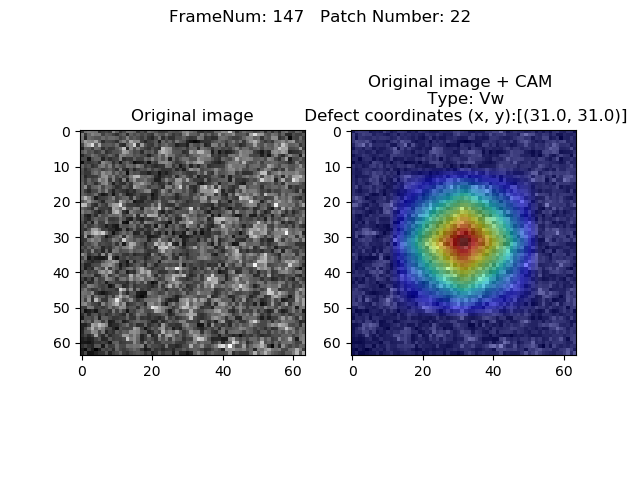 FrameNum: 147   Patch Number: 22
Original image
Original image + CAM
Type: Vw
Defect coordinates (x, y):[(31.0, 31.0)]
0
10
20
30
40
50
60
0 20 40 60
0
10
20
30
40
50
60
0 20 40 60